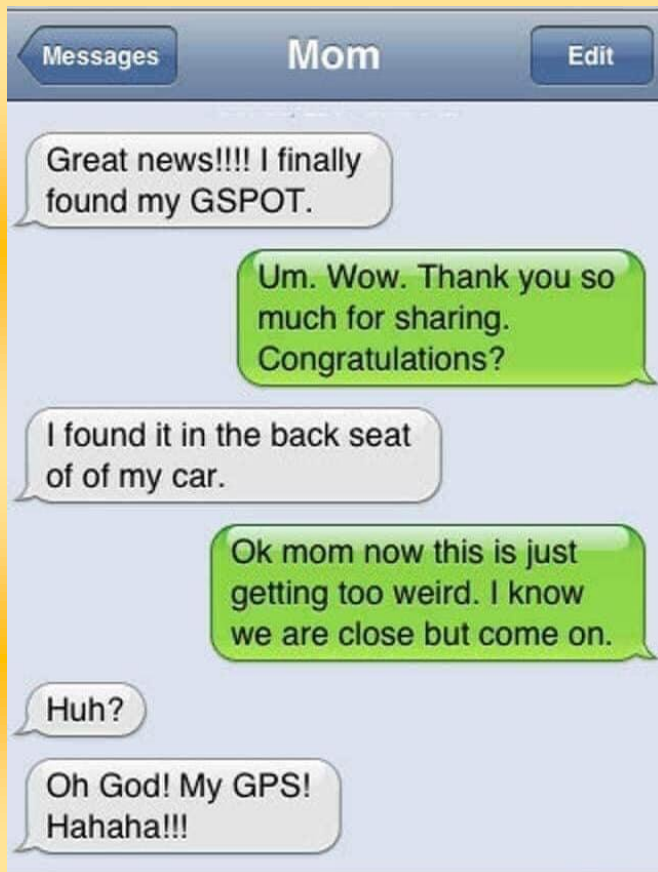 Messages
Mom
Edit
Great news!!!! I finally
found my GSPOT.
Um. Wow. Thank you so
much for sharing.
Congratulations?
I found it in the back seat
of of my car.
Ok mom now this is just
getting too weird. I know
we are close but come on.
Huh?
Oh God! My GPS!
Hahaha!!!